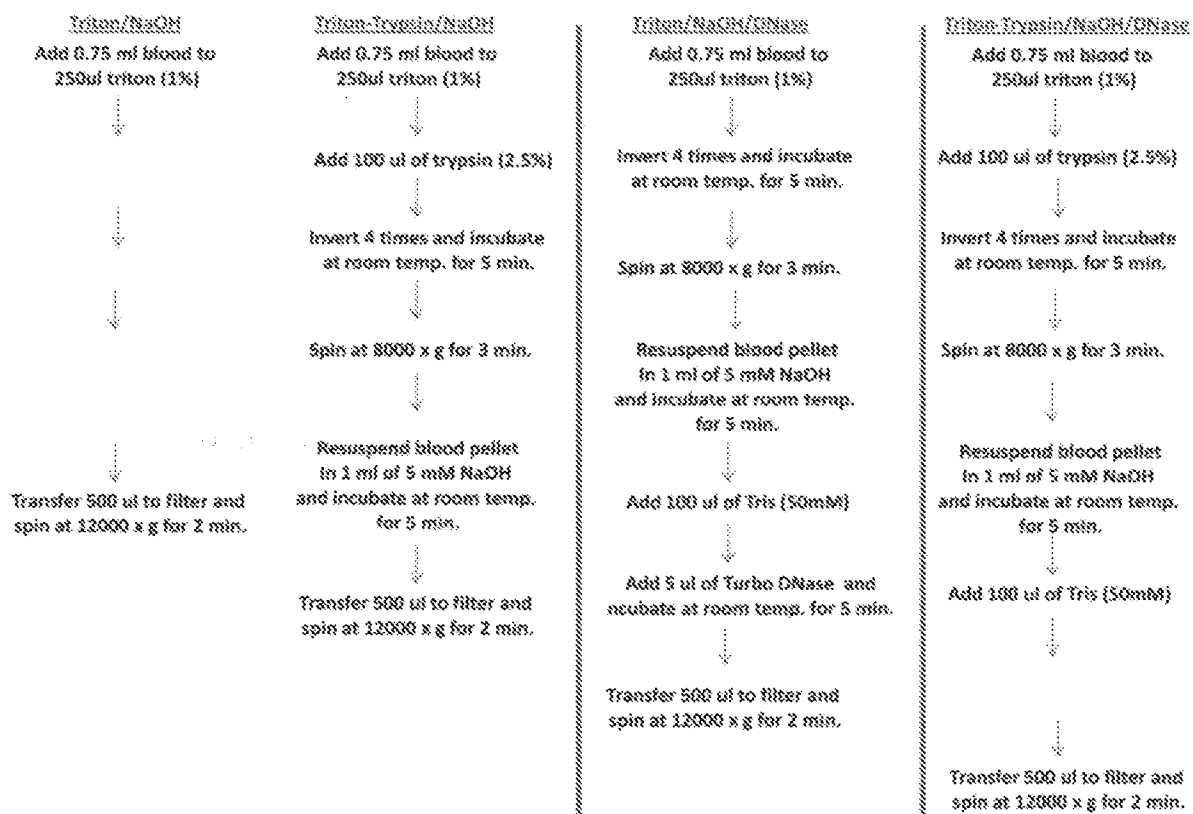 Triton/NaOH
Add 0.75 ml blood to
250ul triton (1%)
Transfer 500 ul to filter and
spin at 12000 x g for 2 min.
Triton-Trypsin/NaOH
Add 0.75 ml blood to
250ul triton (1%)
Add 100 ul of trypsin (2.5%)
Invert 4 times and incubate
at room temp. for 5 min.
Spin at 8000 x g for 3 min.
Resuspend blood pellet
in 1 ml of 5 mM NaOH
and incubate at room temp.
for 5 min.
Transfer 500 ul to filter and
spin at 12000 x g for 2 min.
Triton/NaOH/DNase
Add 0.75 ml blood to
250ul triton (1%)
Invert 4 times and incubate
at room temp. for 5 min.
Spin at 8000 x g for 3 min.
Resuspend blood pellet
in 1 ml of 5 mM NaOH
and incubate at room temp.
for 5 min.
Add 100 ul of Tris (50mM)
Add 5 ul of Turbo DNase and
ncubate at room temp. for 5 min.
Transfer 500 ul to filter and
spin at 12000 x g for 2 min.
Triton-Trypsin/NaOH/DNase
Add 0.75 ml blood to
250ul triton (1%)
Add 100 ul of trypsin (2.5%)
Invert 4 times and incubate
at room temp. for 5 min.
Spin at 8000 x g for 3 min.
Resuspend blood pellet
in 1 ml of 5 mM NaOH
and incubate at room temp.
for 5 min.
Add 100 ul of Tris (50mM)
Transfer 500 ul to filter and
spin at 12000 x g for 2 min.